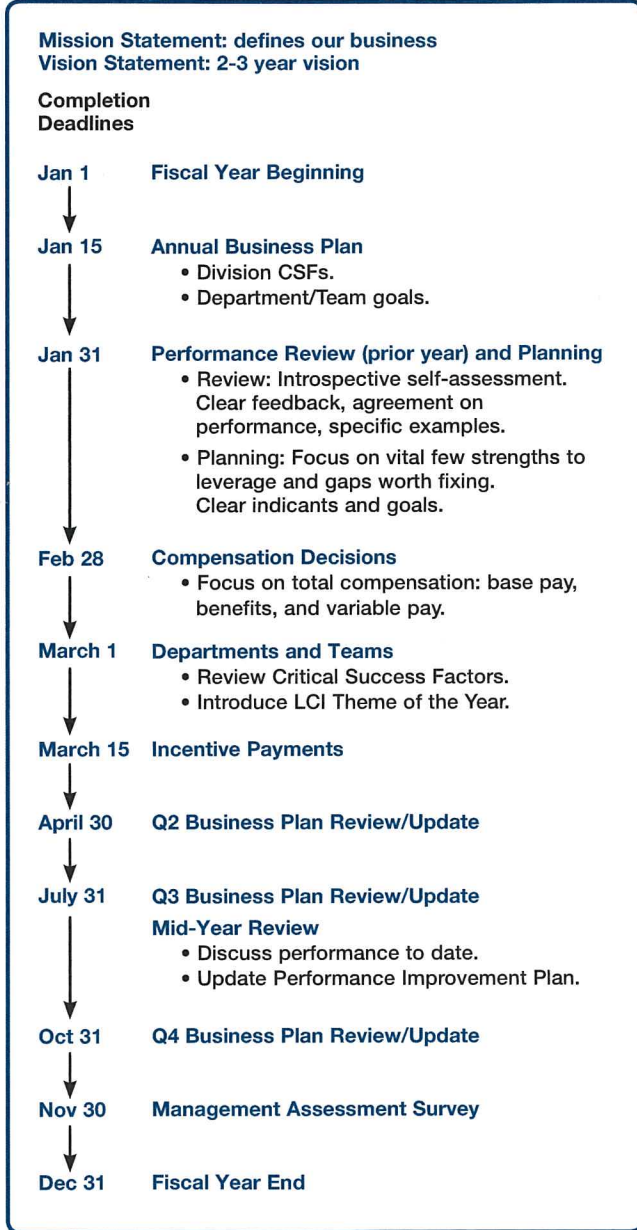 Mission Statement: defines our business
Vision Statement: 2-3 year vision
Completion
Deadlines
Jan 1 Fiscal Year Beginning
Jan 15 Annual Business Plan
• Division CSFs.
• Department/Team goals.
Jan 31 Performance Review (prior year) and Planning
• Review: Introspective self-assessment.
Clear feedback, agreement on
performance, specific examples.
• Planning: Focus on vital few strengths to
leverage and gaps worth fixing.
Clear indicants and goals.
Feb 28 Compensation Decisions
• Focus on total compensation: base pay,
benefits, and variable pay.
March 1 Departments and Teams
• Review Critical Success Factors.
• Introduce LCI Theme of the Year.
March 15 Incentive Payments
April 30 Q2 Business Plan Review/Update
July 31 Q3 Business Plan Review/Update
Mid-Year Review
• Discuss performance to date.
• Update Performance Improvement Plan.
Oct 31 Q4 Business Plan Review/Update
Nov 30 Management Assessment Survey
Dec 31 Fiscal Year End